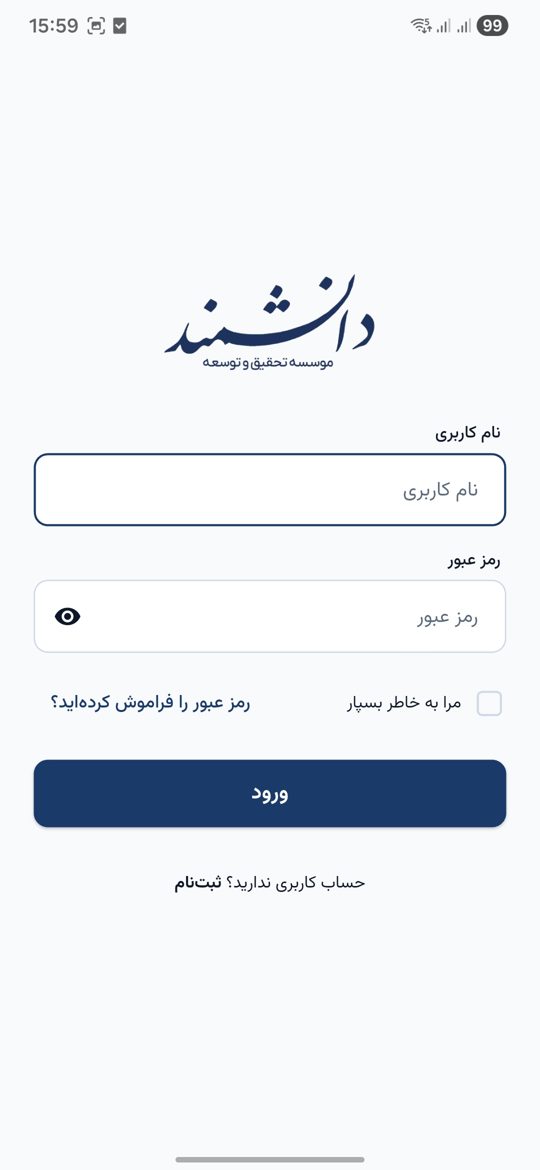 15:59
99
دانشمند
موسسه تحقیق و توسعه
نام کاربری
نام کاربری
رمز عبور
رمز عبور
مرا به خاطر بسپار
رمز عبور را فراموش کرده‌اید؟
ورود
حساب کاربری ندارید؟ ثبت‌نام